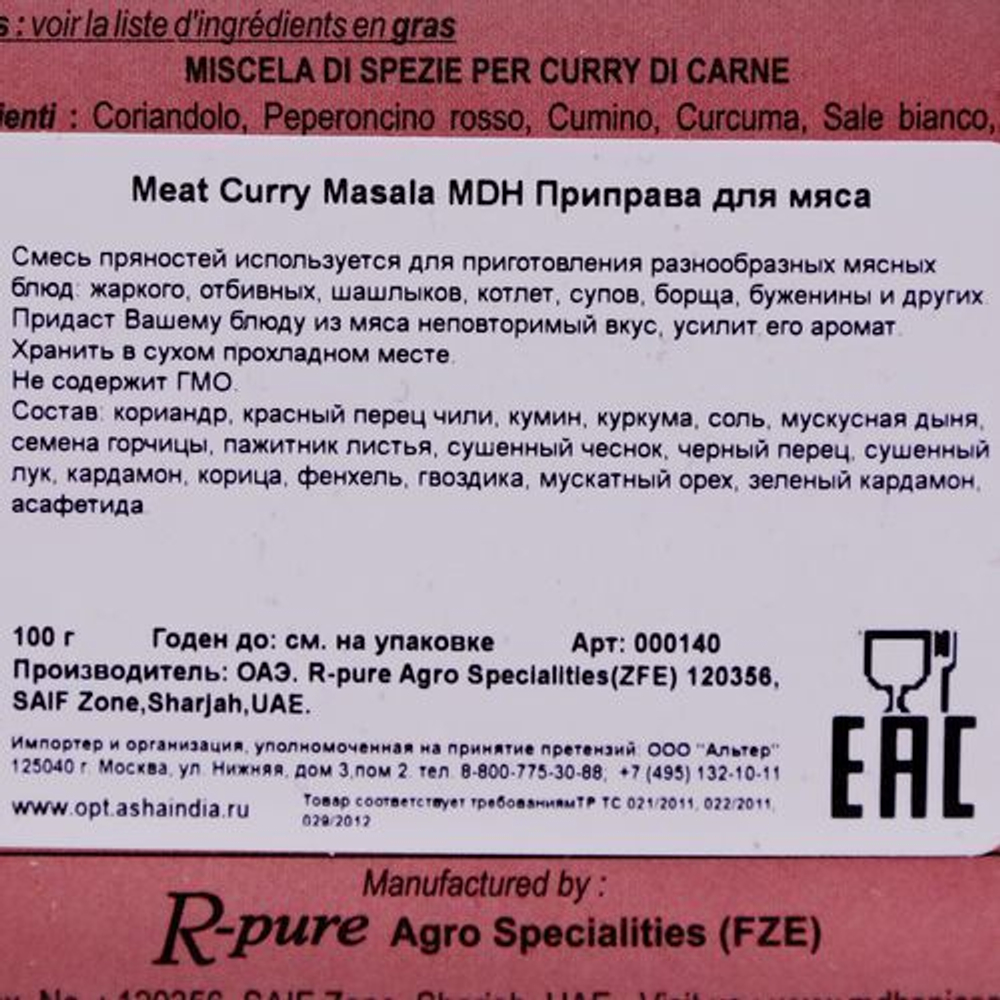 s : voir la liste d'ingrédients en gras
MISCELA DI SPEZIE PER CURRY DI CARNE
ienti : Coriandolo, Peperoncino rosso, Cumino, Curcuma, Sale bianco,
Meat Curry Masala MDH Приправа для мяса
Смесь пряностей используется для приготовления разнообразных мясных
блюд: жаркого, отбивных, шашлыков, котлет, супов, борща, буженины и других.
Придаст Вашему блюду из мяса неповторимый вкус, усилит его аромат.
Хранить в сухом прохладном месте.
Не содержит ГМО.
Состав: кориандр, красный перец чили, кумин, куркума, соль, мускусная дыня,
семена горчицы, пажитник листья, сушенный чеснок, черный перец, сушенный
лук, кардамон, корица, фенхель, гвоздика, мускатный орех, зеленый кардамон,
асафетида
100 г Годен до: см. на упаковке Арт: 000140
Производитель: ОАЭ. R-pure Agro Specialities(ZFE) 120356,
SAIF Zone,Sharjah,UAE.
Импортер и организация, уполномоченная на принятие претензий: ООО "Альтер"
125040 г. Москва, ул. Нижняя, дом 3,пом 2. тел. 8-800-775-30-88; +7 (495) 132-10-11
www.opt.ashaindia.ru
Товар соответствует требованиямТР ТС 021/2011, 022/2011,
029/2012
EAC
Manufactured by :
R-pure Agro Specialities (FZE)